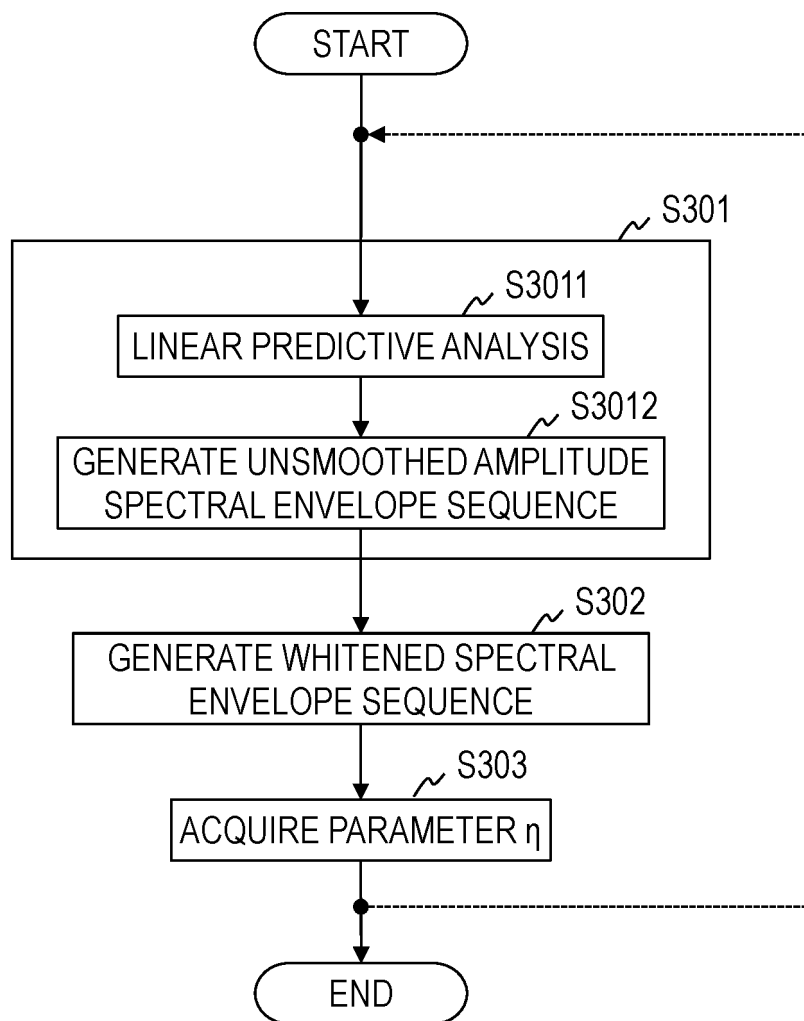 START
S301
S3011
LINEAR PREDICTIVE ANALYSIS
S3012
GENERATE UNSMOOTHED AMPLITUDE
SPECTRAL ENVELOPE SEQUENCE
S302
GENERATE WHITENED SPECTRAL
ENVELOPE SEQUENCE
S303
ACQUIRE PARAMETER η
END